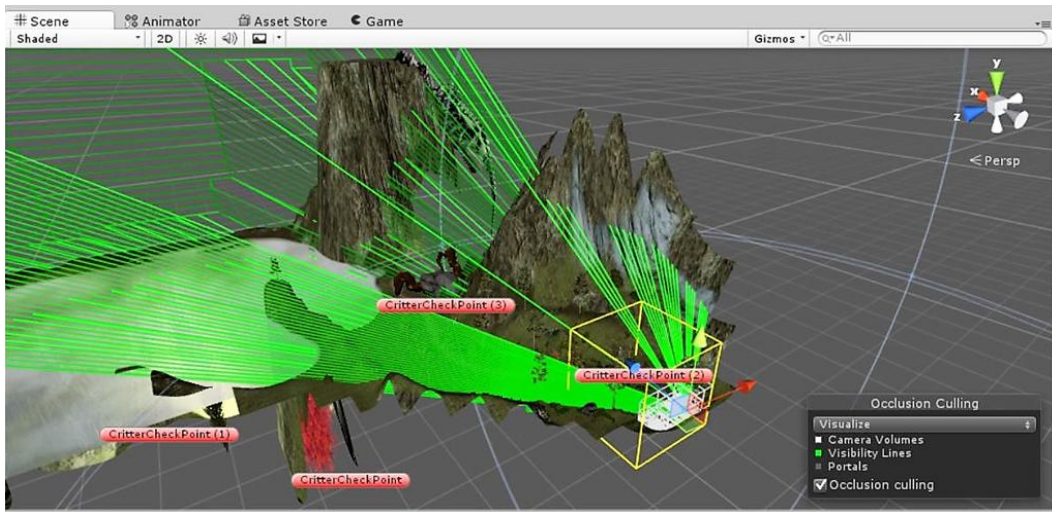 Scene Animator Asset Store Game
Shaded 2D Gizmos All
y
x
z
Persp
CritterCheckPoint (3)
CritterCheckPoint (2)
CritterCheckPoint (1)
CritterCheckPoint
Occlusion Culling
Visualize
Camera Volumes
Visibility Lines
Portals
Occlusion culling